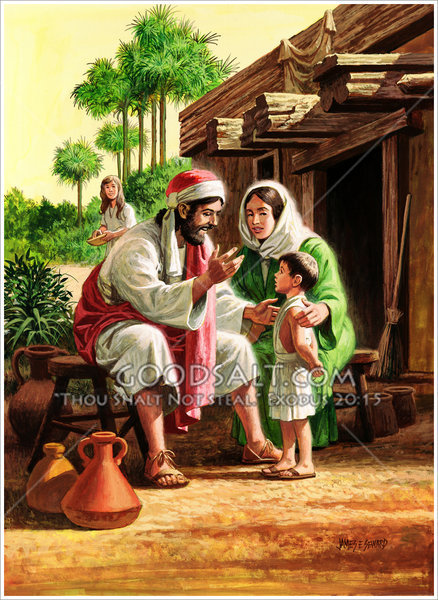 GOODSALT.COM
"THOU SHALT NOT STEAL" EXODUS 20:15
JAMES E SEWARD